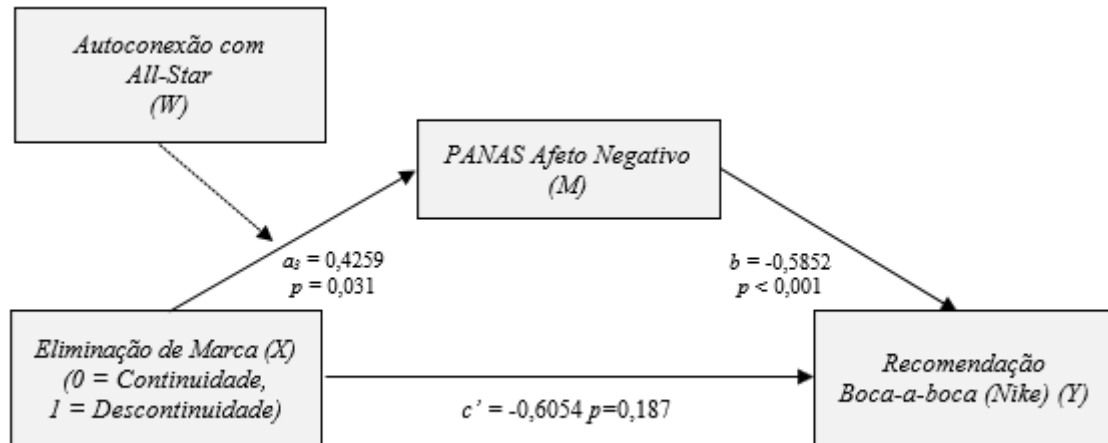 Autoconexão com
All-Star
(W)
PANAS Afeto Negativo
(M)
a₃ = 0,4259
p = 0,031
b = -0,5852
p < 0,001
Eliminação de Marca (X)
(0 = Continuidade,
1 = Descontinuidade)
c’ = -0,6054 p=0,187
Recomendação
Boca-a-boca (Nike) (Y)